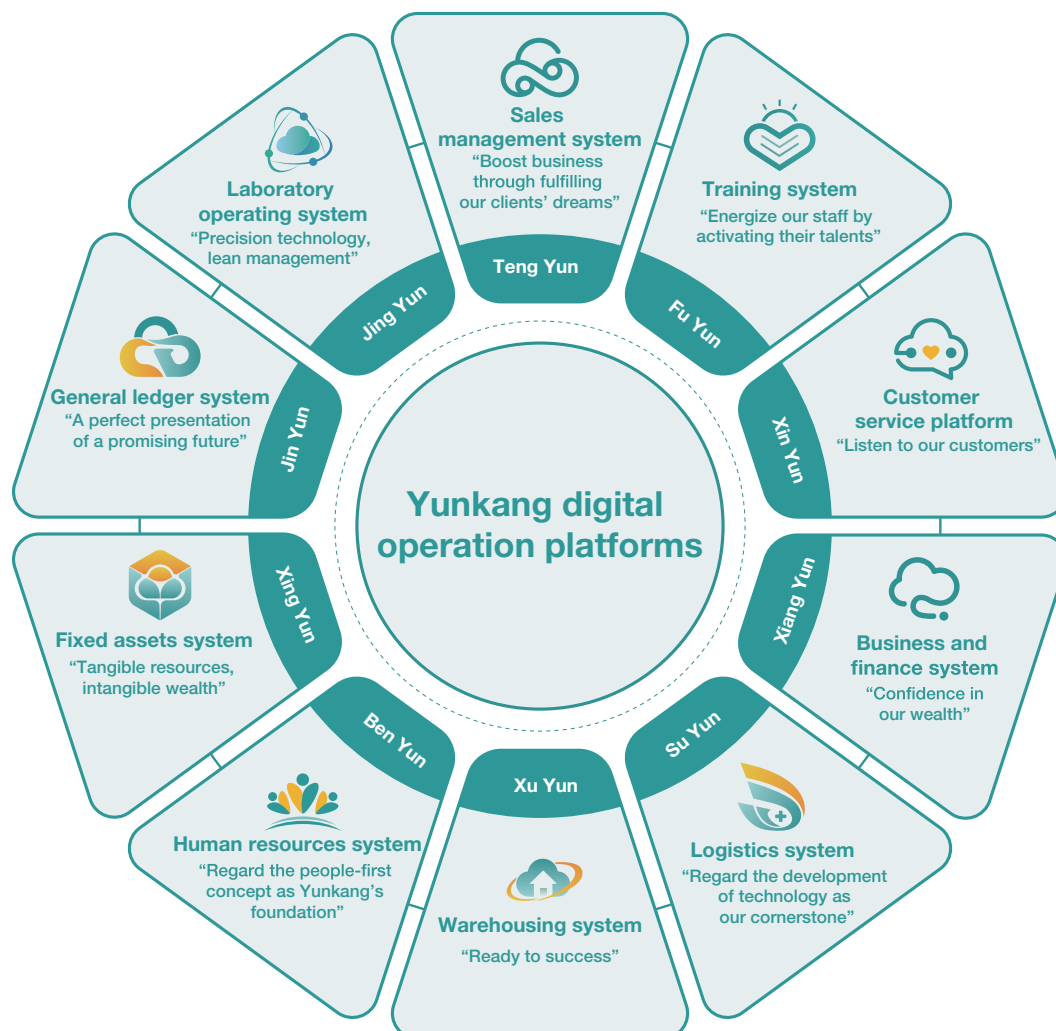 Yunkang digital
operation platforms
Sales
management system
“Boost business
through fulfilling
our clients’ dreams”
Teng Yun
Training system
“Energize our staff by
activating their talents”
Fu Yun
Customer
service platform
“Listen to our customers”
Xin Yun
Business and
finance system
“Confidence in
our wealth”
Xiang Yun
Logistics system
“Regard the development
of technology as
our cornerstone”
Su Yun
Warehousing system
“Ready to success”
Xu Yun
Human resources system
“Regard the people-first
concept as Yunkang’s
foundation”
Ben Yun
Fixed assets system
“Tangible resources,
intangible wealth”
Xing Yun
General ledger system
“A perfect presentation
of a promising future”
Jin Yun
Laboratory
operating system
“Precision technology,
lean management”
Jing Yun